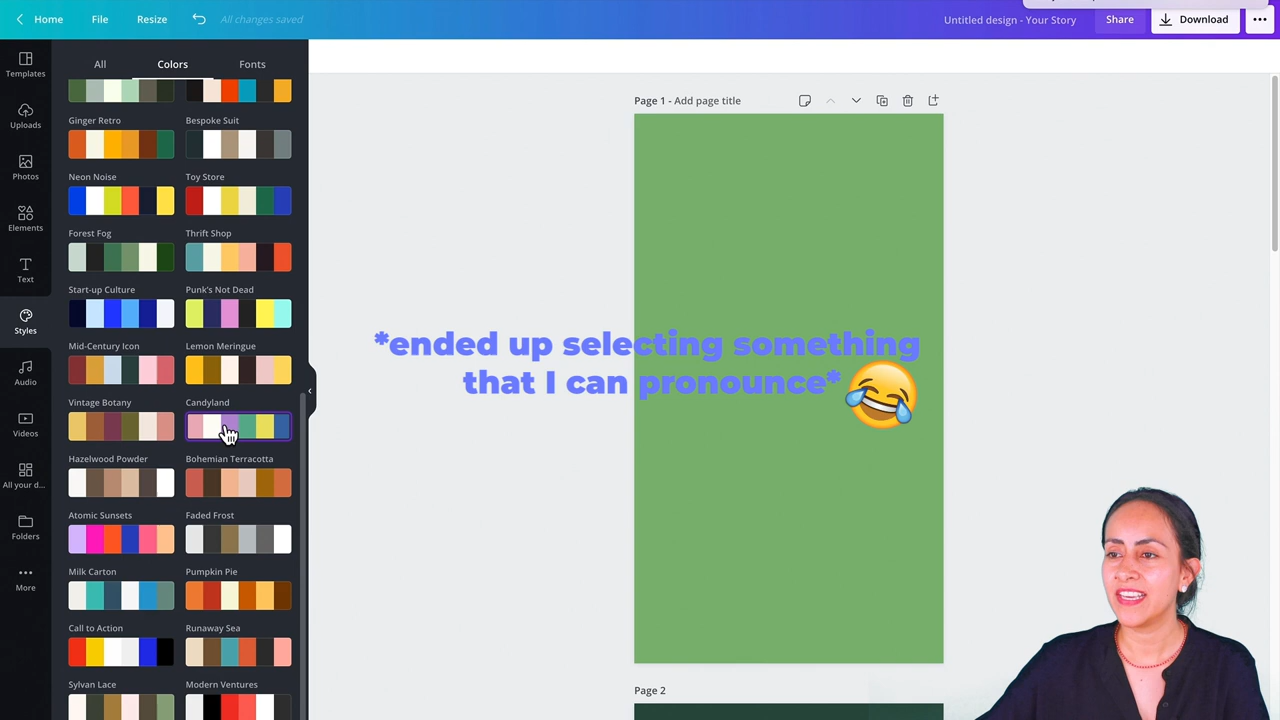 Home
File
Resize
All changes saved
Untitled design - Your Story
Share
Download
Templates
Uploads
Photos
Elements
Text
Styles
Audio
Videos
All your d...
Folders
More
All
Colors
Fonts
Ginger Retro
Bespoke Suit
Neon Noise
Toy Store
Forest Fog
Thrift Shop
Start-up Culture
Punk's Not Dead
Mid-Century Icon
Lemon Meringue
Vintage Botany
Candyland
Hazelwood Powder
Bohemian Terracotta
Atomic Sunsets
Faded Frost
Milk Carton
Pumpkin Pie
Call to Action
Runaway Sea
Sylvan Lace
Modern Ventures
Page 1 - Add page title
*ended up selecting something
that I can pronounce*
Page 2